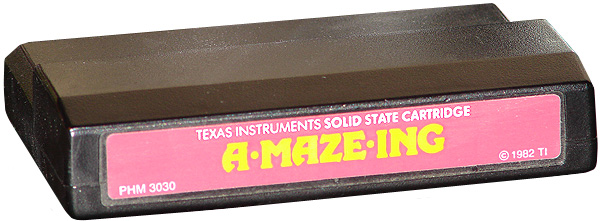 TEXAS INSTRUMENTS SOLID STATE CARTRIDGE
A•MAZE•ING
PHM 3030
© 1982 TI